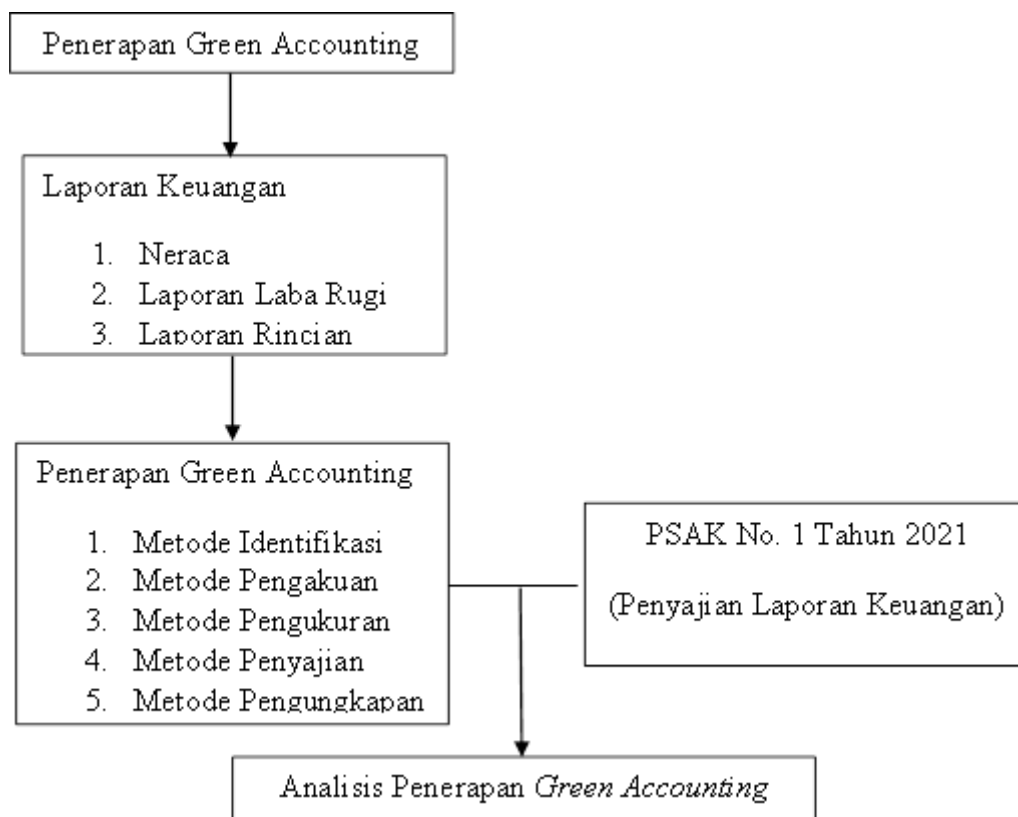 Penerapan Green Accounting
Laporan Keuangan
1. Neraca
2. Laporan Laba Rugi
3. Laporan Rincian
Penerapan Green Accounting
1. Metode Identifikasi
2. Metode Pengakuan
3. Metode Pengukuran
4. Metode Penyajian
5. Metode Pengungkapan
PSAK No. 1 Tahun 2021
(Penyajian Laporan Keuangan)
Analisis Penerapan Green Accounting